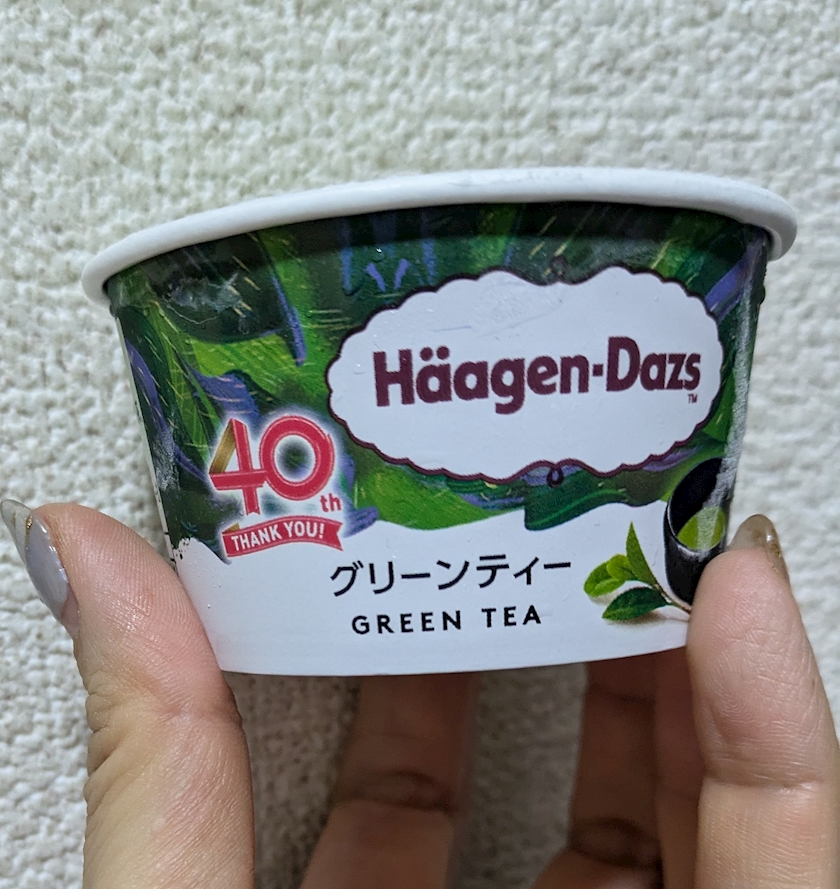 Häagen-Dazs
TM
40th
THANK YOU!
グリーンティー
GREEN TEA